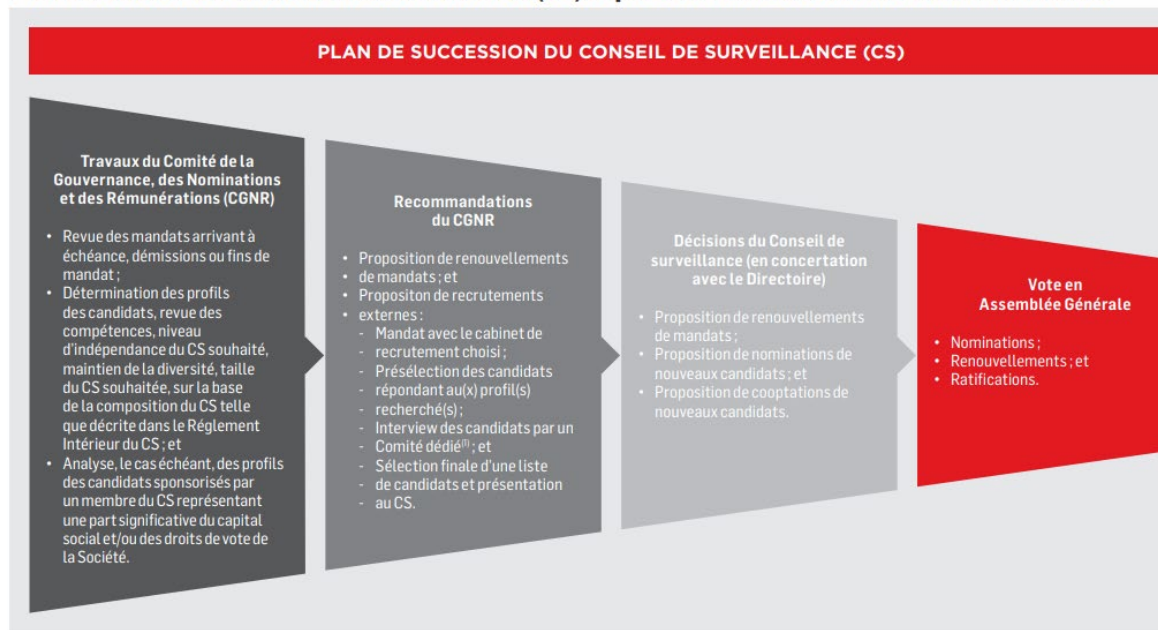 PLAN DE SUCCESSION DU CONSEIL DE SURVEILLANCE (CS)
Travaux du Comité de la
Gouvernance, des Nominations
et des Rémunérations (CGNR)
• Revue des mandats arrivant à
échéance, démissions ou fins de
mandat ;
• Détermination des profils
des candidats, revue des
compétences, niveau
d'indépendance du CS souhaité,
maintien de la diversité, taille
du CS souhaitée, sur la base
de la composition du CS telle
que décrite dans le Réglement
Intérieur du CS ; et
• Analyse, le cas échéant, des profils
des candidats sponsorisés par
un membre du CS représentant
une part significative du capital
social et/ou des droits de vote de
la Société.
Recommandations
du CGNR
• Proposition de renouvellements
• de mandats ; et
• Propositon de recrutements
• externes :
- Mandat avec le cabinet de
- recrutement choisi ;
- Présélection des candidats
- répondant au(x) profil(s)
- recherché(s) ;
- Interview des candidats par un
- Comité dédié(1) ; et
- Sélection finale d'une liste
- de candidats et présentation
- au CS.
Décisions du Conseil de
surveillance (en concertation
avec le Directoire)
• Proposition de renouvellements
de mandats ;
• Proposition de nominations de
nouveaux candidats ; et
• Proposition de cooptations de
nouveaux candidats.
Vote en
Assemblée Générale
• Nominations ;
• Renouvellements ; et
• Ratifications.